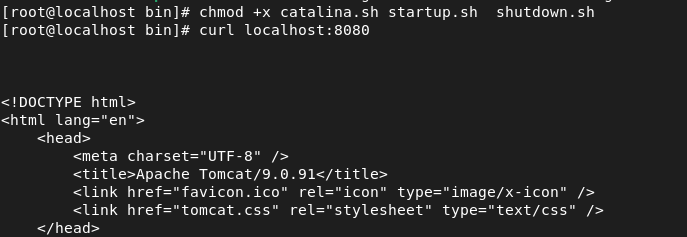 [root@localhost bin]# chmod +x catalina.sh startup.sh  shutdown.sh
[root@localhost bin]# curl localhost:8080
<!DOCTYPE html>
<html lang="en">
    <head>
        <meta charset="UTF-8" />
        <title>Apache Tomcat/9.0.91</title>
        <link href="favicon.ico" rel="icon" type="image/x-icon" />
        <link href="tomcat.css" rel="stylesheet" type="text/css" />
    </head>